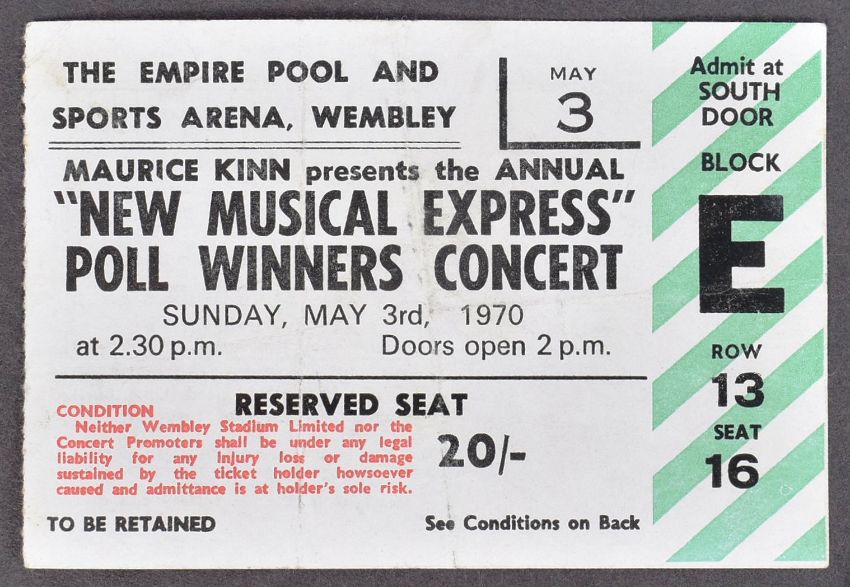 THE EMPIRE POOL AND
SPORTS ARENA, WEMBLEY
MAY
3
MAURICE KINN presents the ANNUAL
"NEW MUSICAL EXPRESS"
POLL WINNERS CONCERT
SUNDAY, MAY 3rd, 1970
at 2.30 p.m. Doors open 2 p.m.
RESERVED SEAT
20/-
CONDITION
Neither Wembley Stadium Limited nor the
Concert Promoters shall be under any legal
liability for any injury loss or damage
sustained by the ticket holder howsoever
caused and admittance is at holder's sole risk.
TO BE RETAINED
See Conditions on Back
Admit at
SOUTH
DOOR
BLOCK
E
ROW
13
SEAT
16